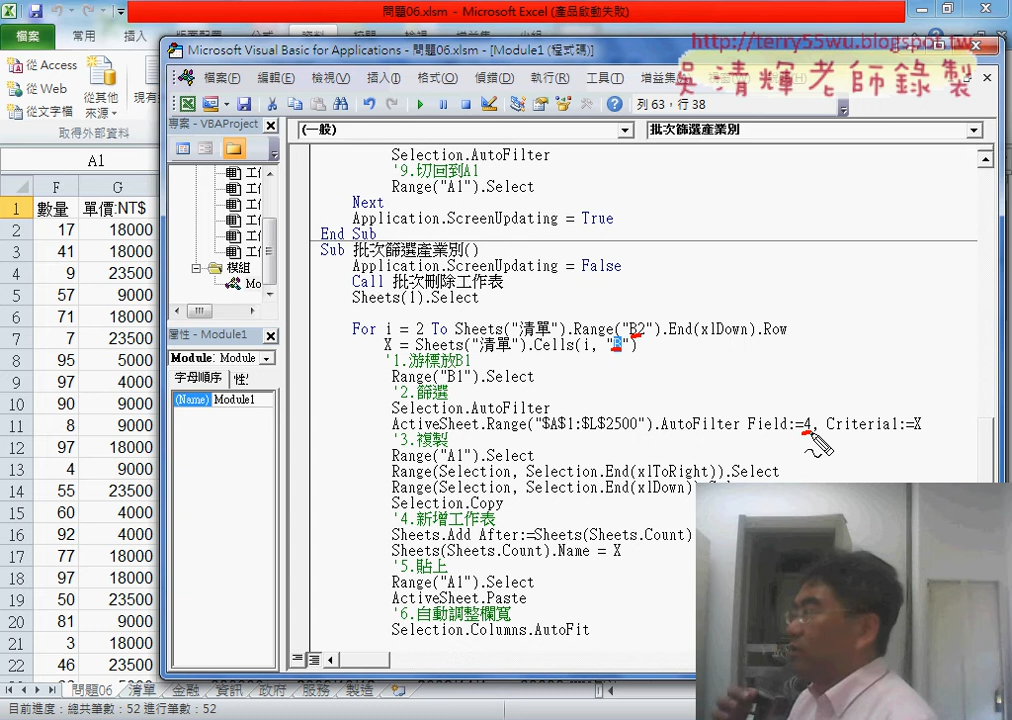 問題06.xlsm - Microsoft Excel (產品啟動失敗)
檔案 常用 插入
http://terry55wu.blogspot.tw
吳清輝老師錄製
從 Access
從 Web
從文字檔
從其他
來源
現有
取得外部資料
A1
F G
1 數量 單價:NT$
2 17 18000
3 41 18000
4 9 23500
5 57 9000
6 71 18000
7 7 23500
8 95 5000
9 97 4000
10 90 9000
11 8 9000
12 97 18000
13 4 9000
14 55 23500
15 60 4000
16 92 4000
17 77 18000
18 97 18000
19 50 23500
20 81 9000
21 3 18000
22 46 23500
問題06 清單 金融 資訊 政府 服務 製造
目前進度：總共筆數：52 進行筆數：52
Microsoft Visual Basic for Applications - 問題06.xlsm - [Module1 (程式碼)]
檔案(F) 編輯(E) 檢視(V) 插入(I) 格式(O) 偵錯(D) 執行(R) 工具(T)
列 63，行 38
專案 - VBAProject
模組
屬性 - Module1
Module1 Module
字母順序
(Name) Module1
(一般) 批次篩選產業別
Selection.AutoFilter
'9.切回到A1
Range("A1").Select
Next
Application.ScreenUpdating = True
End Sub
Sub 批次篩選產業別()
Application.ScreenUpdating = False
Call 批次刪除工作表
Sheets(1).Select
For i = 2 To Sheets("清單").Range("B2").End(xlDown).Row
X = Sheets("清單").Cells(i, "B")
'1.游標放B1
Range("B1").Select
'2.篩選
Selection.AutoFilter
ActiveSheet.Range("$A$1:$L$2500").AutoFilter Field:=4, Criteria1:=X
'3.複製
Range("A1").Select
Range(Selection, Selection.End(xlToRight)).Select
Range(Selection, Selection.End(xlDown))
Selection.Copy
'4.新增工作表
Sheets.Add After:=Sheets(Sheets.Count)
Sheets(Sheets.Count).Name = X
'5.貼上
Range("A1").Select
ActiveSheet.Paste
'6.自動調整欄寬
Selection.Columns.AutoFit